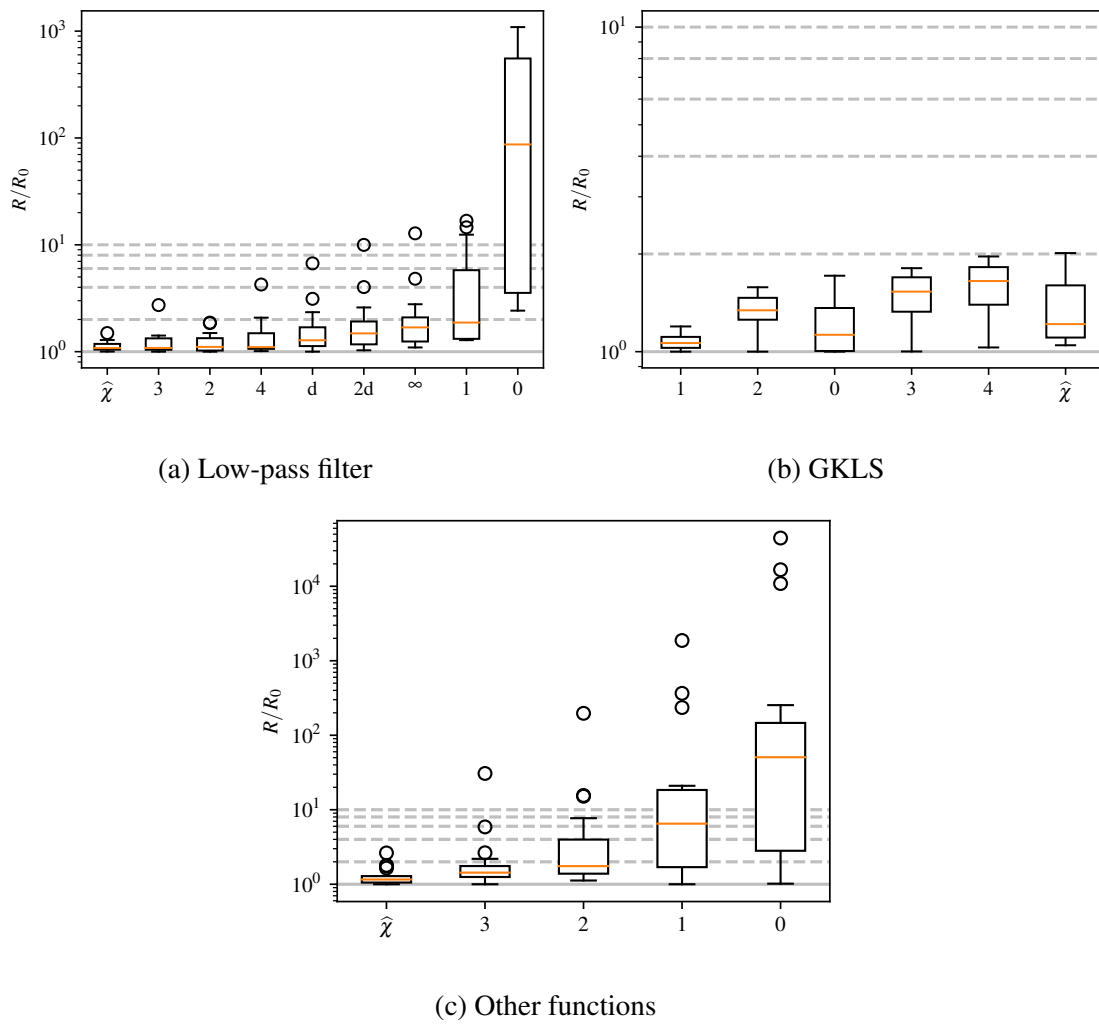 10³
10²
10¹
10⁰
R/R₀
χ̂ 3 2 4 d 2d ∞ 1 0
(a) Low-pass filter
10¹
10⁰
R/R₀
1 2 0 3 4 χ̂
(b) GKLS
10⁴
10³
10²
10¹
10⁰
R/R₀
χ̂ 3 2 1 0
(c) Other functions